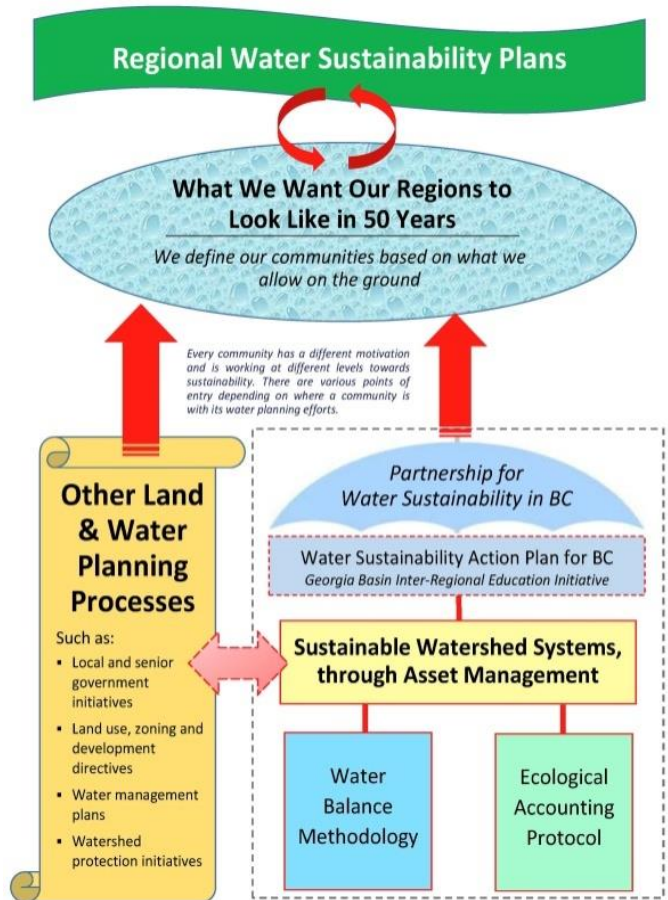 Regional Water Sustainability Plans
What We Want Our Regions to
Look Like in 50 Years
We define our communities based on what we
allow on the ground
Every community has a different motivation
and is working at different levels towards
sustainability. There are various points of
entry depending on where a community is
with its water planning efforts.
Other Land
& Water
Planning
Processes
Such as:
▪ Local and senior
government
initiatives
▪ Land use, zoning and
development
directives
▪ Water management
plans
▪ Watershed
protection initiatives
Partnership for
Water Sustainability in BC
Water Sustainability Action Plan for BC
Georgia Basin Inter-Regional Education Initiative
Sustainable Watershed Systems,
through Asset Management
Water
Balance
Methodology
Ecological
Accounting
Protocol